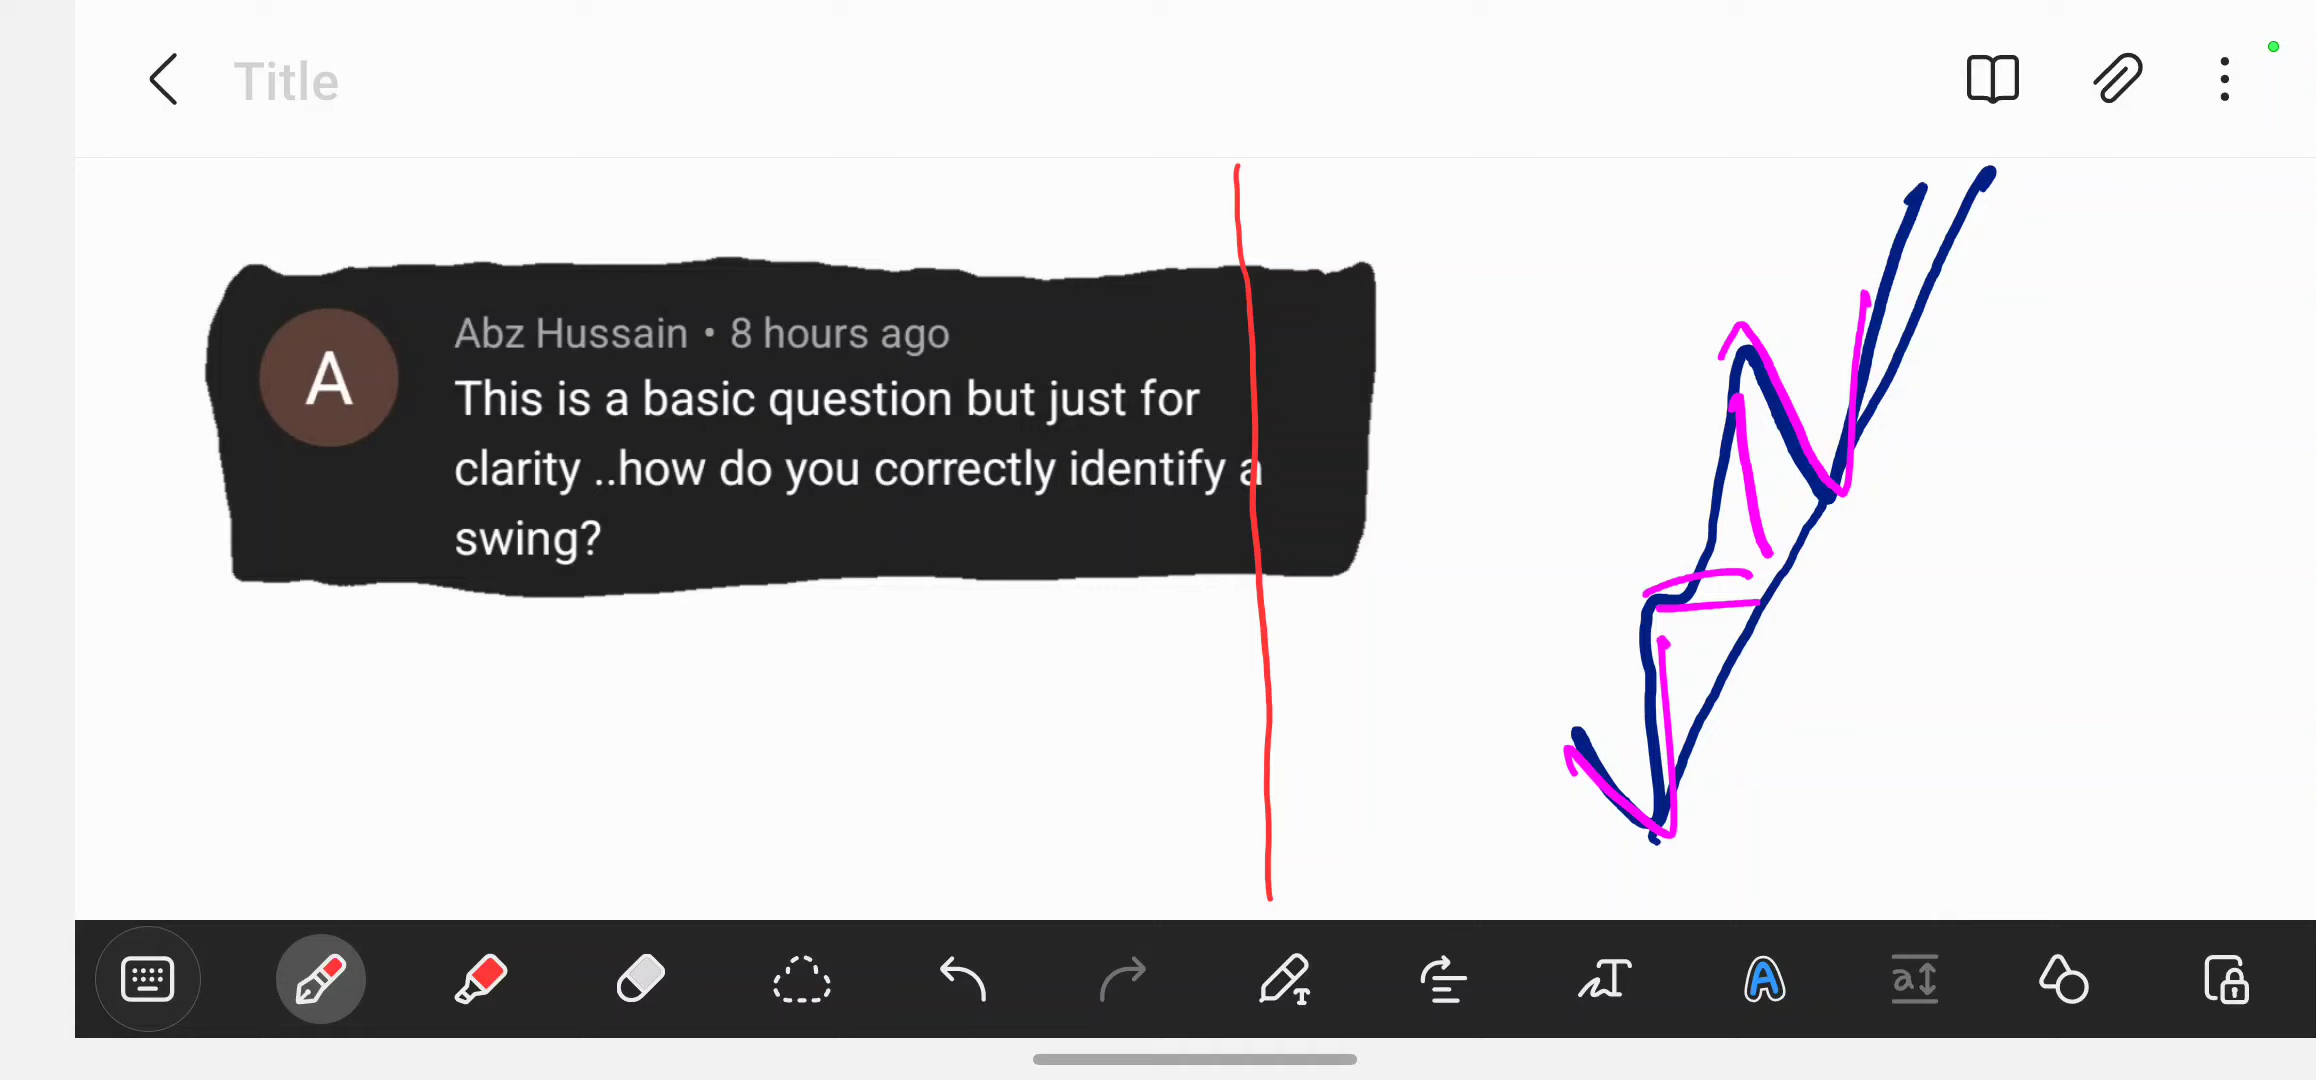 Title
Abz Hussain • 8 hours ago
A
This is a basic question but just for
clarity ..how do you correctly identify a
swing?